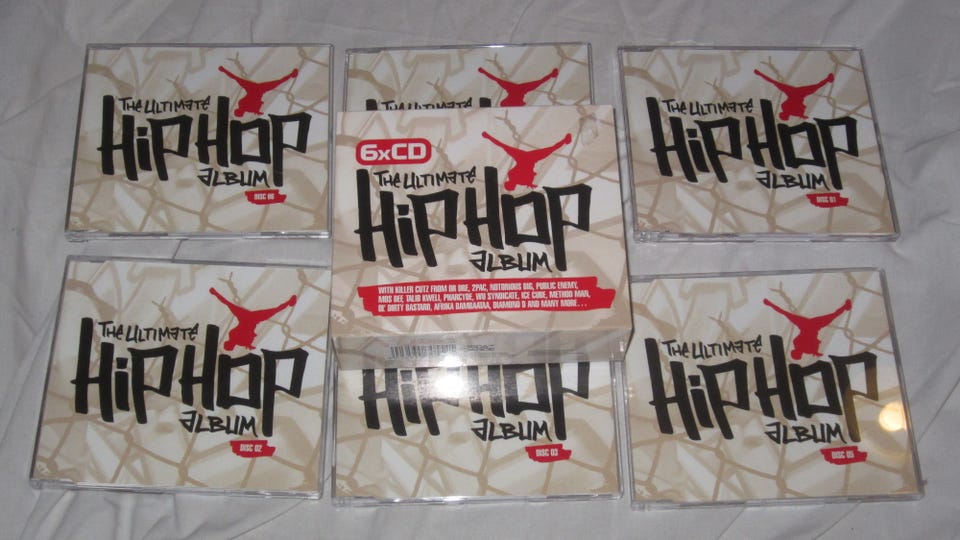 THE ULTIMATE
HIPHOP
ALBUM
DISC 06
THE ULTIMATE
THE ULTIMATE
HIPHOP
ALBUM
DISC 01
6xCD
THE ULTIMATE
HIPHOP
ALBUM
WITH KILLER CUTZ FROM DR DRE, 2PAC, NOTORIOUS BIG, PUBLIC ENEMY,
MOS DEF, TALIB KWELI, PHARCYDE, WU SYNDICATE, ICE CUBE, METHOD MAN,
OL' DIRTY BASTARD, AFRIKA BAMBAATAA, DIAMOND D AND MANY MORE...
THE ULTIMATE
HIPHOP
ALBUM
DISC 02
HIPHOP
ALBUM
DISC 03
THE ULTIMATE
HIPHOP
ALBUM
DISC 05